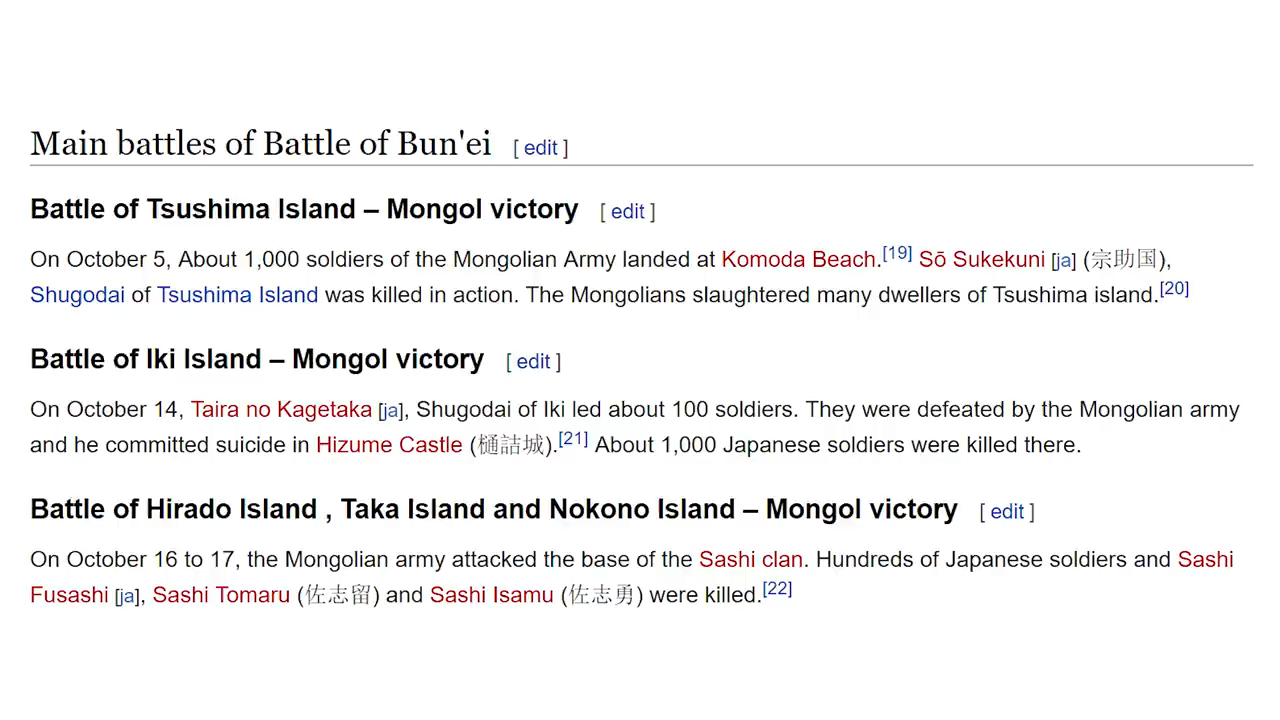 Main battles of Battle of Bun'ei [ edit ]
Battle of Tsushima Island – Mongol victory [ edit ]
On October 5, About 1,000 soldiers of the Mongolian Army landed at Komoda Beach.[19] Sō Sukekuni [ja] (宗助国),
Shugodai of Tsushima Island was killed in action. The Mongolians slaughtered many dwellers of Tsushima island.[20]
Battle of Iki Island – Mongol victory [ edit ]
On October 14, Taira no Kagetaka [ja], Shugodai of Iki led about 100 soldiers. They were defeated by the Mongolian army
and he committed suicide in Hizume Castle (樋詰城).[21] About 1,000 Japanese soldiers were killed there.
Battle of Hirado Island , Taka Island and Nokono Island – Mongol victory [ edit ]
On October 16 to 17, the Mongolian army attacked the base of the Sashi clan. Hundreds of Japanese soldiers and Sashi
Fusashi [ja], Sashi Tomaru (佐志留) and Sashi Isamu (佐志勇) were killed.[22]